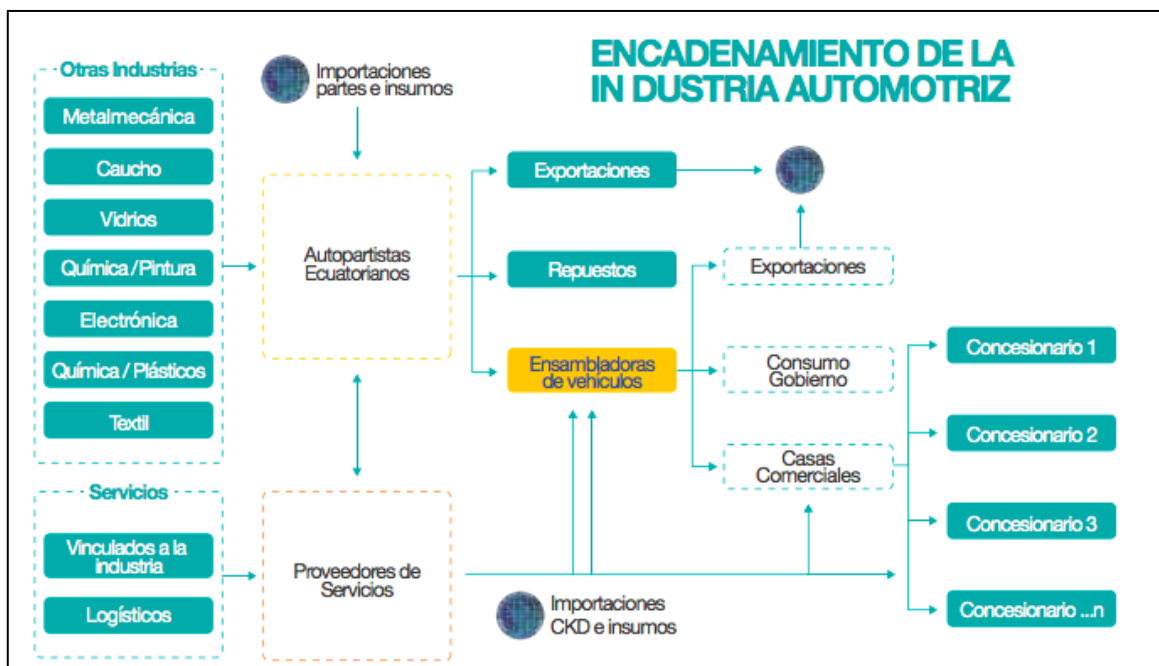 ENCADENAMIENTO DE LA
IN DUSTRIA AUTOMOTRIZ
Otras Industrias
Metalmecánica
Caucho
Vidrios
Química / Pintura
Electrónica
Química / Plásticos
Textil
Servicios
Vinculados a la
industria
Logísticos
Importaciones
partes e insumos
Autopartistas
Ecuatorianos
Proveedores de
Servicios
Exportaciones
Repuestos
Ensambladoras
de vehículos
Importaciones
CKD e insumos
Exportaciones
Consumo
Gobierno
Casas
Comerciales
Concesionario 1
Concesionario 2
Concesionario 3
Concesionario ...n